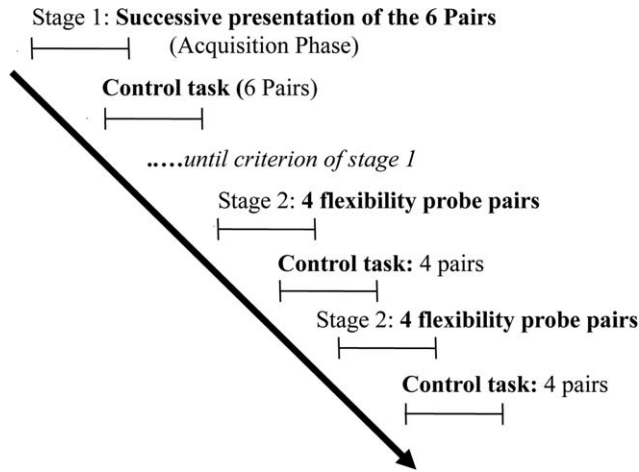 Stage 1: Successive presentation of the 6 Pairs
(Acquisition Phase)
Control task (6 Pairs)
.....until criterion of stage 1
Stage 2: 4 flexibility probe pairs
Control task: 4 pairs
Stage 2: 4 flexibility probe pairs
Control task: 4 pairs